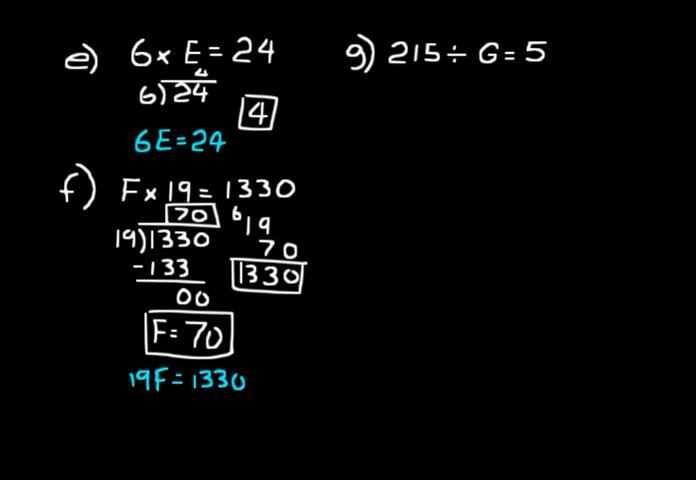 e) 6 × E = 24
4
6)24
4
6E = 24
f) F × 19 = 1330
70
19)1330
-133
00
6
19
70
1330
F = 70
19F = 1330
g) 215 ÷ G = 5